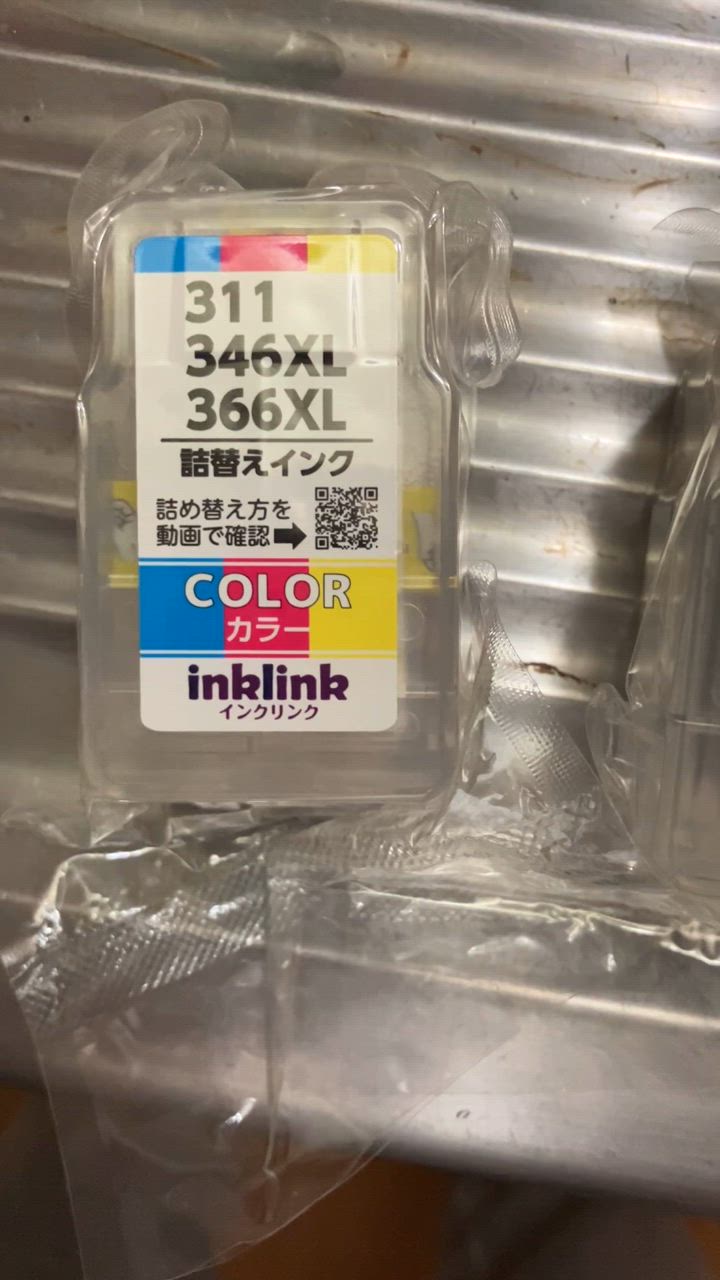 311
346XL
366XL
詰替えインク
詰め替え方を
動画で確認
COLOR
カラー
inklink
インクリンク